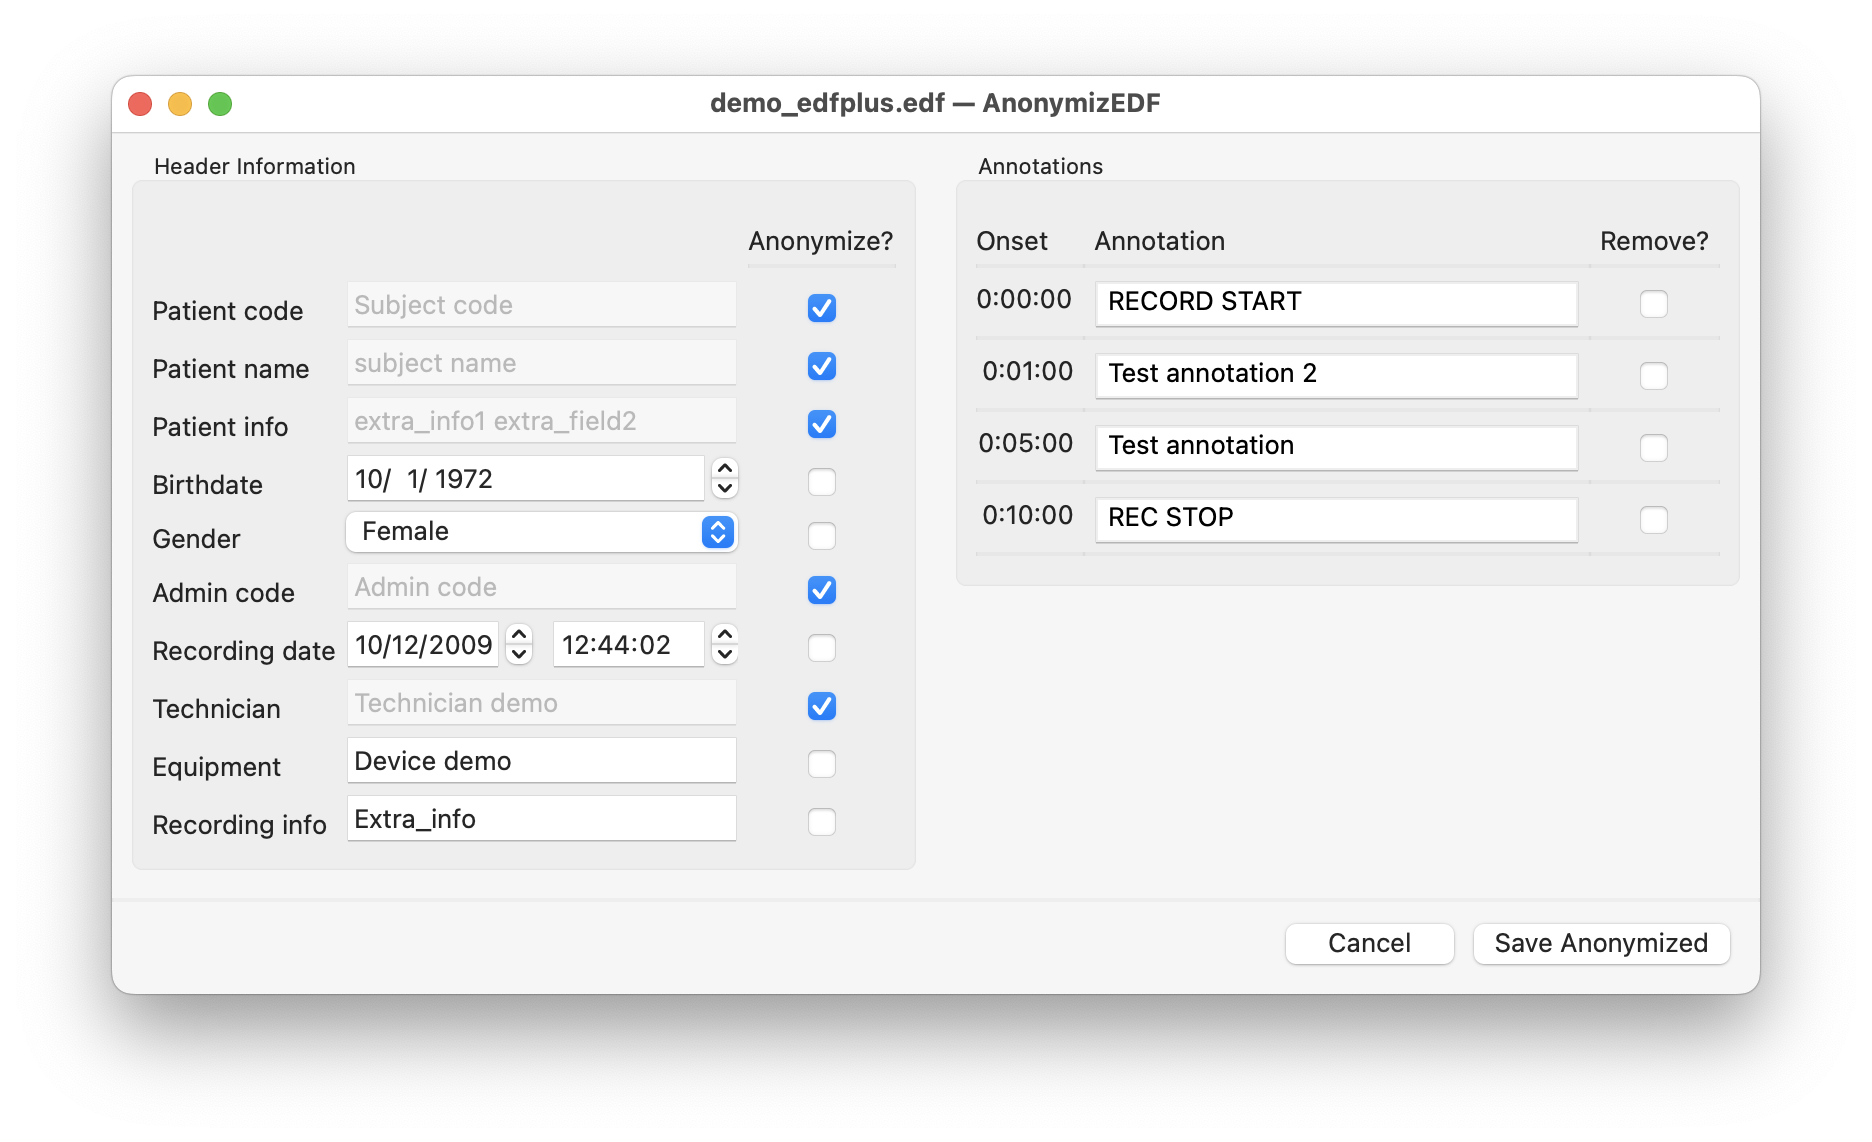 demo_edfplus.edf — AnonymizEDF
Header Information
Anonymize?
Patient code Subject code
Patient name subject name
Patient info extra_info1 extra_field2
Birthdate 10/ 1/ 1972
Gender Female
Admin code Admin code
Recording date 10/12/2009 12:44:02
Technician Technician demo
Equipment Device demo
Recording info Extra_info
Annotations
Onset Annotation Remove?
0:00:00 RECORD START
0:01:00 Test annotation 2
0:05:00 Test annotation
0:10:00 REC STOP
Cancel Save Anonymized